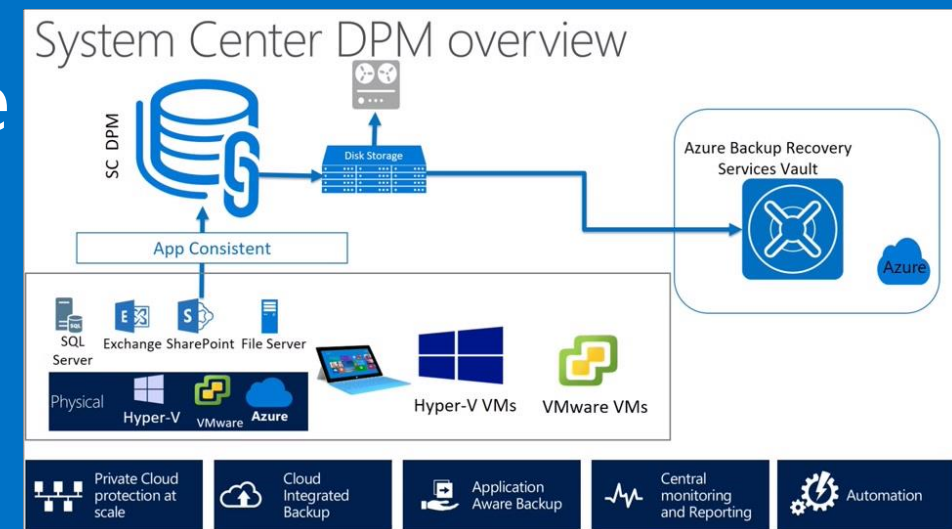 System Center DPM overview
e
SC DPM
Disk Storage
Azure Backup Recovery
Services Vault
Azure
App Consistent
SQL
SQL
Server
E
Exchange
S
SharePoint
File Server
Physical
Hyper-V
VMware
Azure
Hyper-V VMs
VMware VMs
Private Cloud
protection at
scale
Cloud
Integrated
Backup
Application
Aware Backup
Central
monitoring
and Reporting
Automation